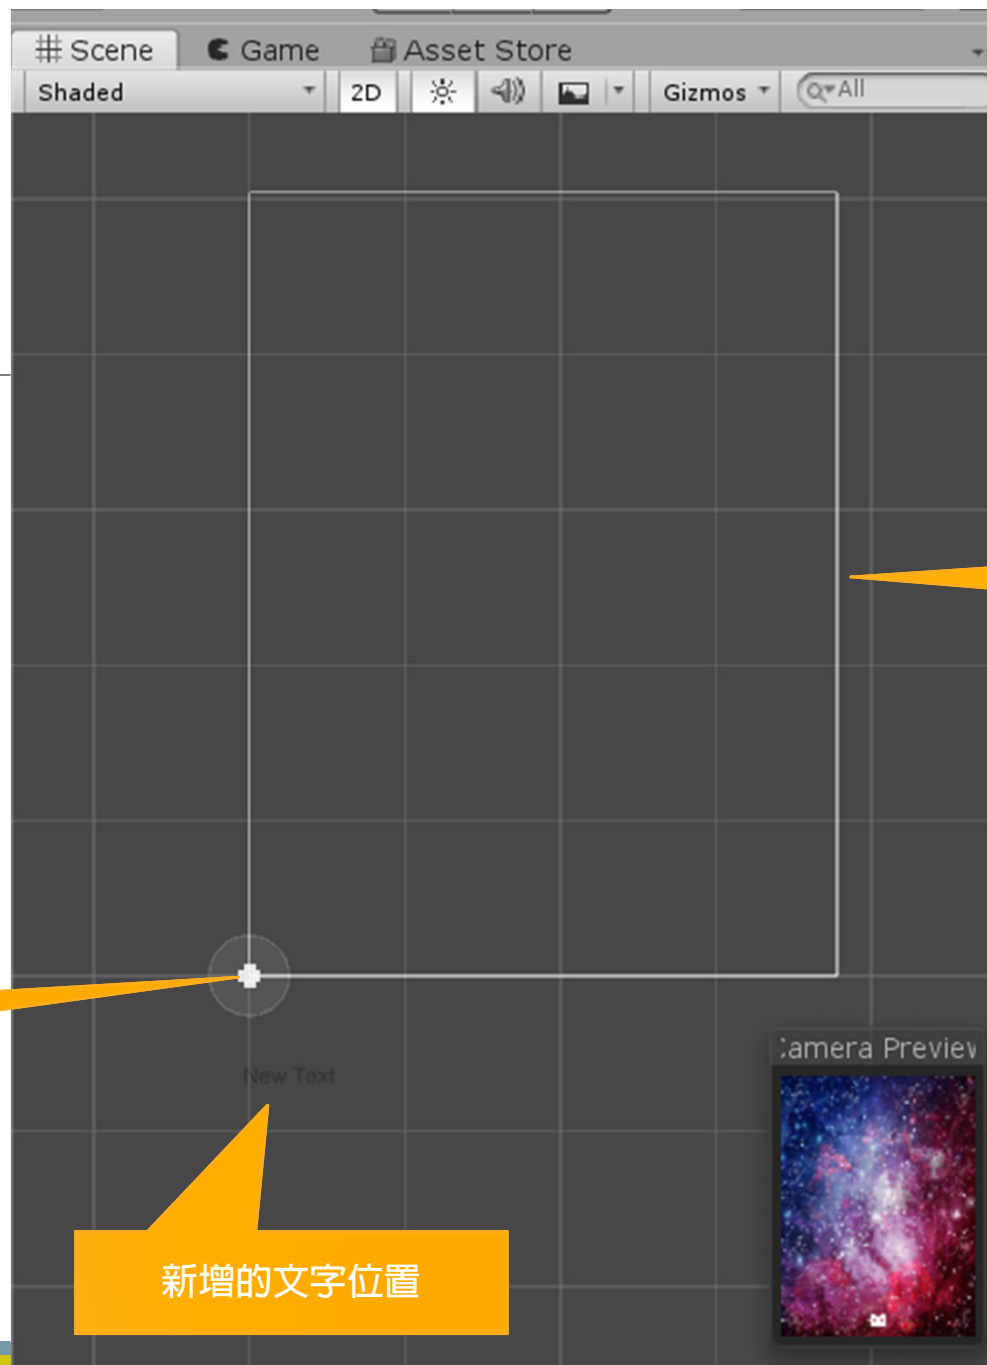 Scene Game Asset Store
Shaded 2D Gizmos All
New Text
Camera Preview
新增的文字位置